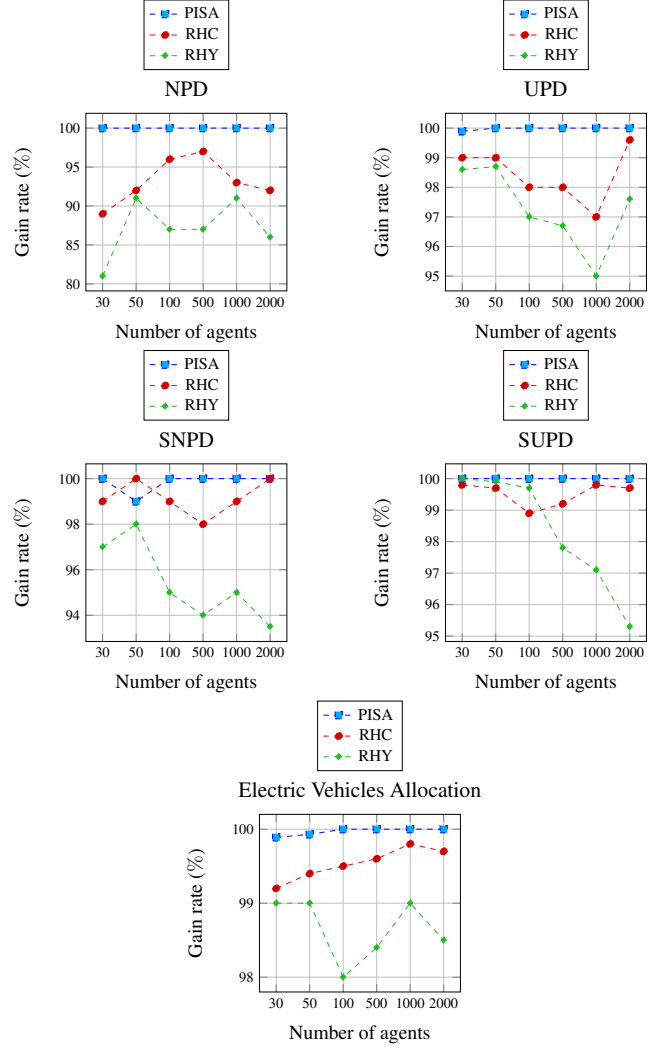 PISA
RHC
RHY
NPD
100
95
90
85
80
Gain rate (%)
30 50 100 500 1000 2000
Number of agents
PISA
RHC
RHY
UPD
100
99
98
97
96
95
Gain rate (%)
30 50 100 500 1000 2000
Number of agents
PISA
RHC
RHY
SNPD
100
98
96
94
Gain rate (%)
30 50 100 500 1000 2000
Number of agents
PISA
RHC
RHY
SUPD
100
99
98
97
96
95
Gain rate (%)
30 50 100 500 1000 2000
Number of agents
PISA
RHC
RHY
Electric Vehicles Allocation
100
99
98
Gain rate (%)
30 50 100 500 1000 2000
Number of agents